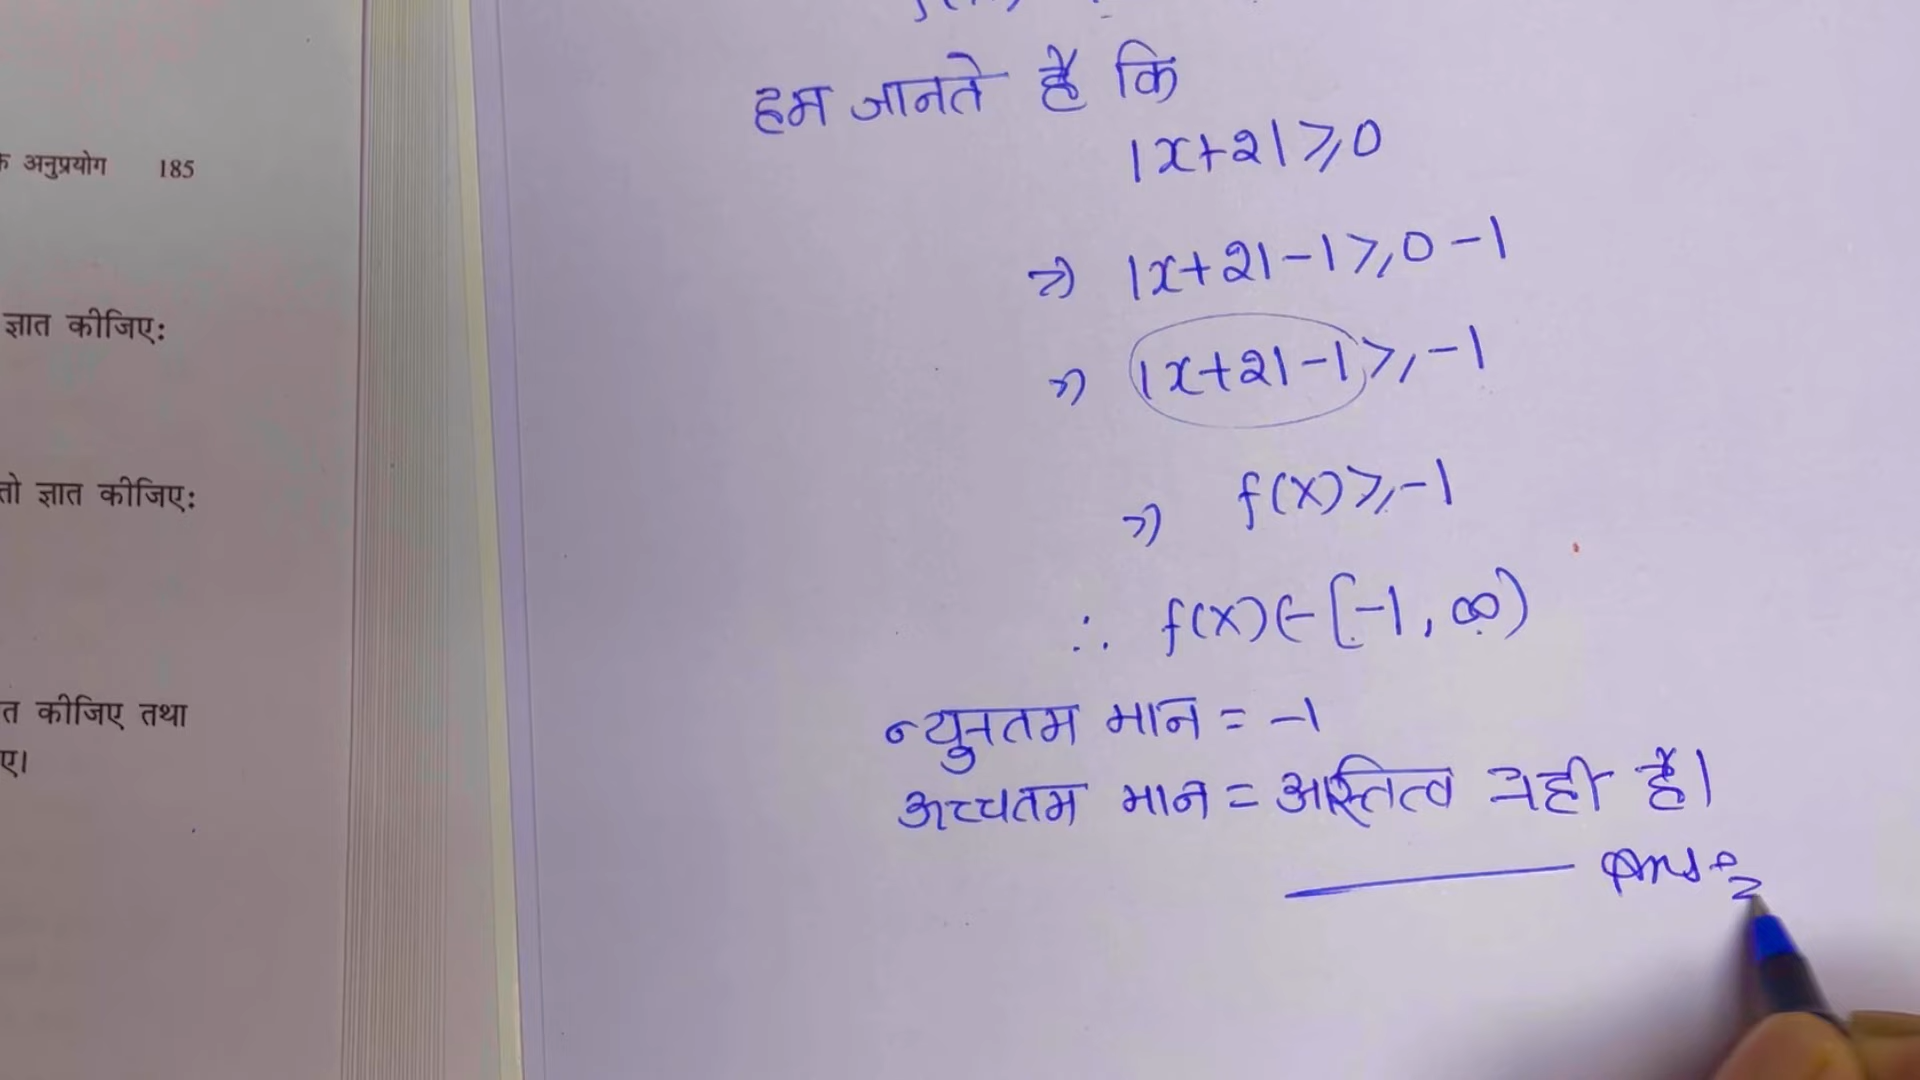 अनुप्रयोग 185
ज्ञात कीजिए:
तो ज्ञात कीजिए:
त कीजिए तथा
ए।
हम जानते हैं कि
|x+2|⩾0
⇒ |x+2|-1⩾0-1
⇒ |x+2|-1⩾-1
⇒ f(x)⩾-1
∴ f(x)∈[-1,∞)
न्युनतम मान = -1
उच्चतम मान = अस्तित्व नही है।
Ans